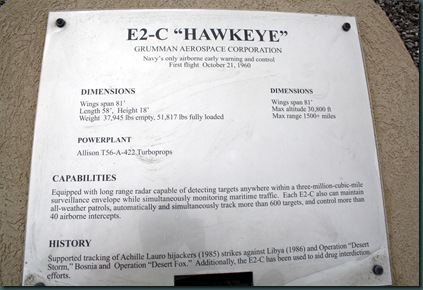 E2-C “HAWKEYE”
GRUMMAN AEROSPACE CORPORATION
Navy's only airborne early warning and control
First flight October 21, 1960
DIMENSIONS
Wings span 81'
Length 58', Height 18'
Weight 37,945 lbs empty, 51,817 lbs fully loaded
DIMENSIONS
Wings span 81'
Max altitude 30,800 ft
Max range 1500+ miles
POWERPLANT
Allison T56-A-422 Turboprops
CAPABILITIES
Equipped with long range radar capable of detecting targets anywhere within a three-million-cubic-mile
surveillance envelope while simultaneously monitoring maritime traffic. Each E2-C also can maintain
all-weather patrols, automatically and simultaneously track more than 600 targets, and control more than
40 airborne intercepts.
HISTORY
Supported tracking of Achille Lauro hijackers (1985) strikes against Libya (1986) and Operation “Desert
Storm,” Bosnia and Operation “Desert Fox.” Additionally, the E2-C has been used to aid drug interdiction
efforts.